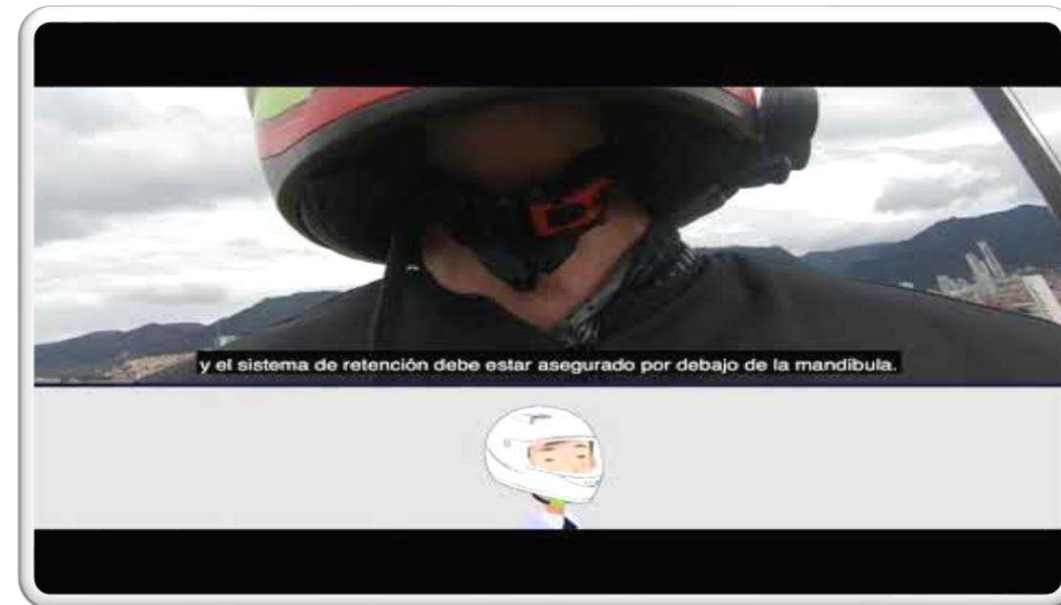 y el sistema de retención debe estar asegurado por debajo de la mandíbula.